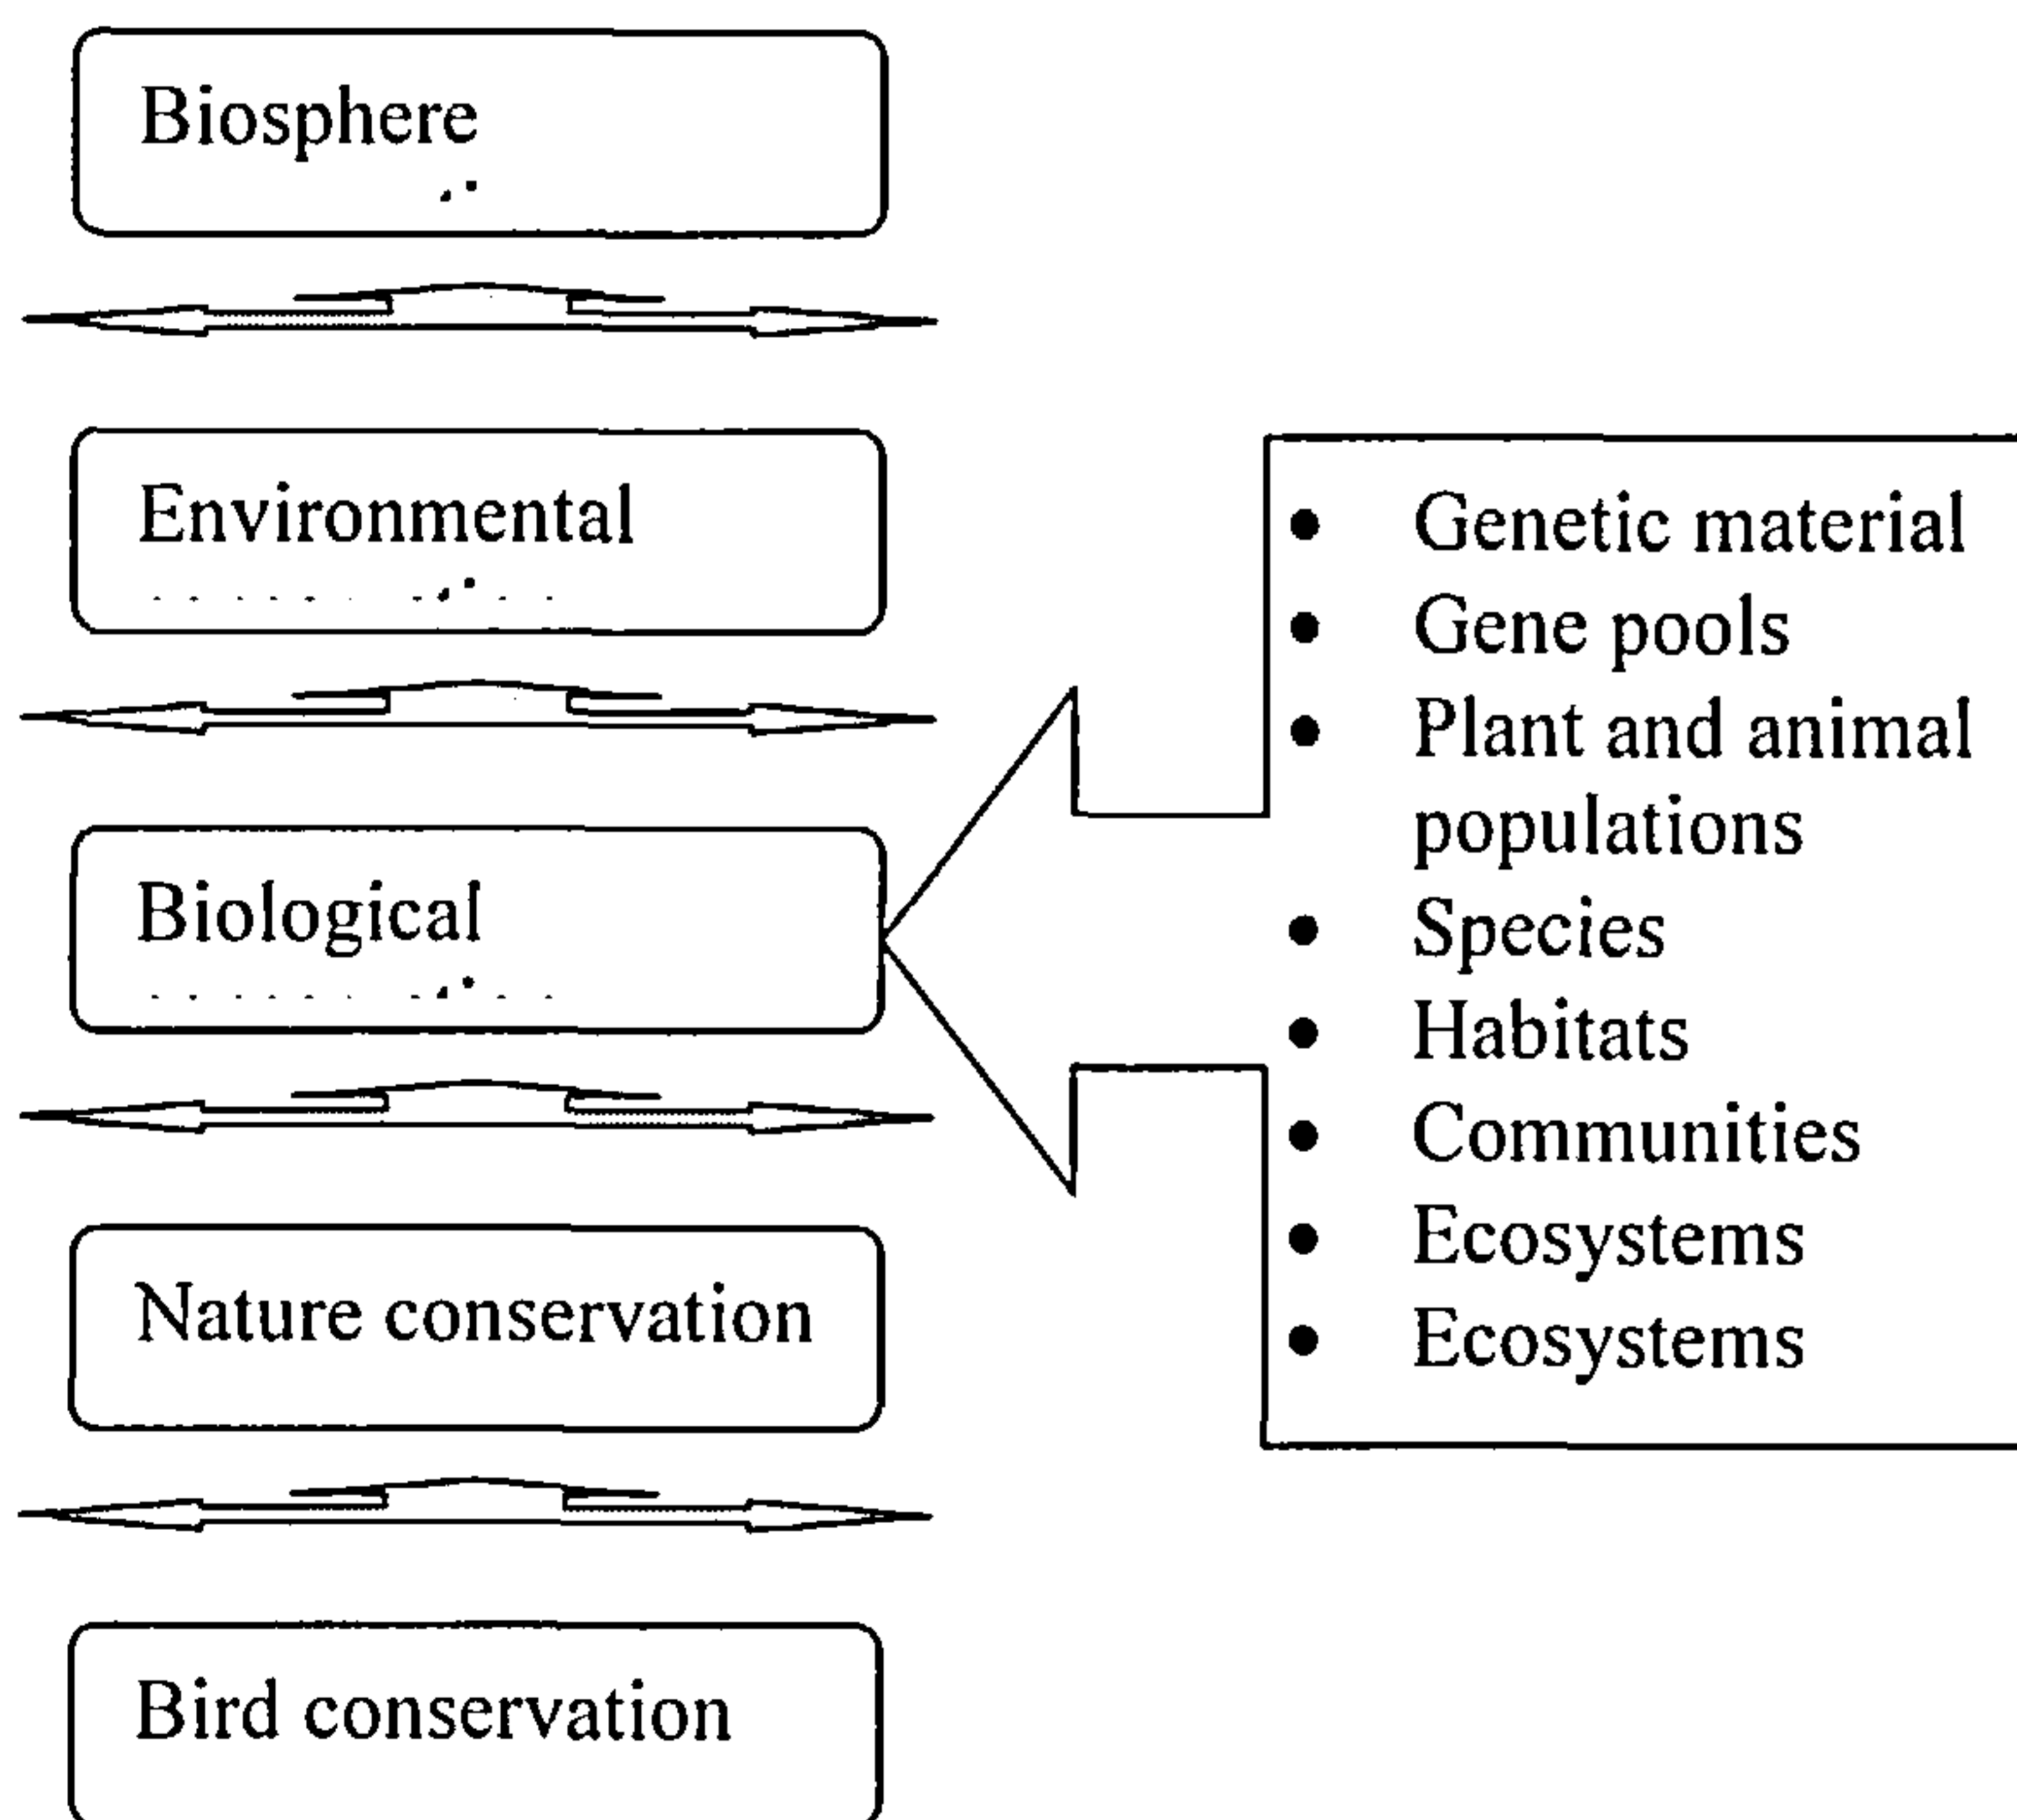 Biosphere
Environmental
Biological
Nature conservation
Bird conservation
• Genetic material
• Gene pools
• Plant and animal
populations
• Species
• Habitats
• Communities
• Ecosystems
• Ecosystems